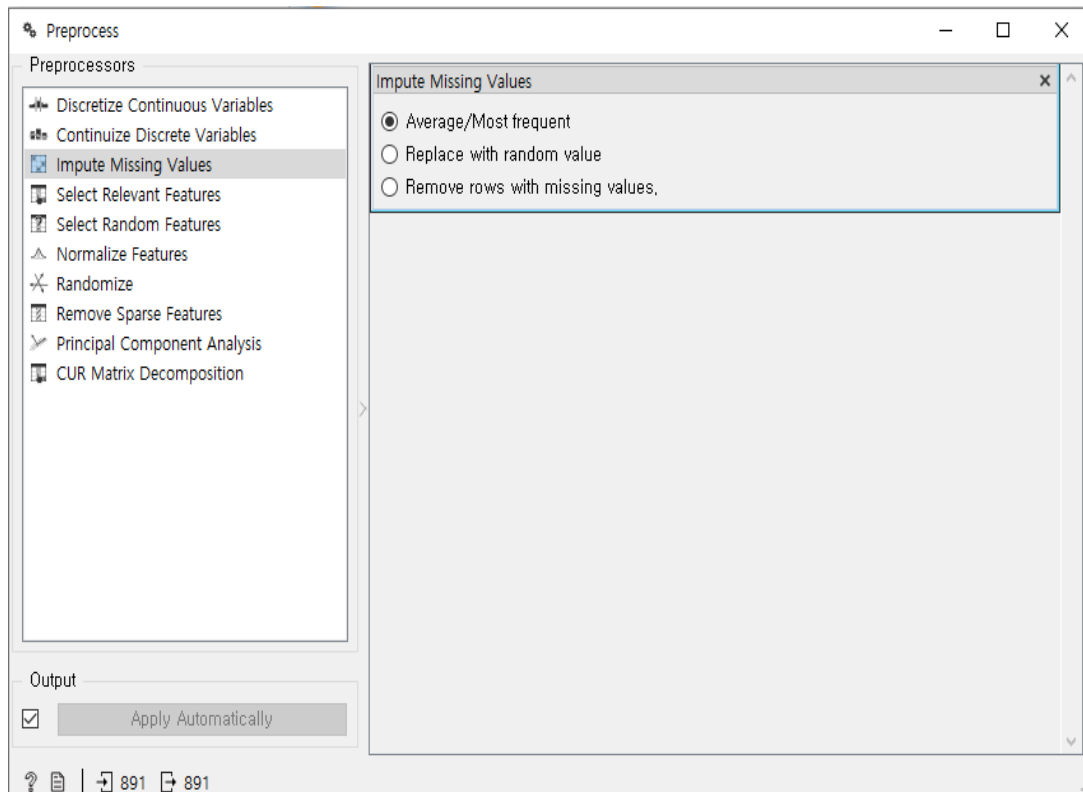 Preprocess
Preprocessors
Discretize Continuous Variables
Continuize Discrete Variables
Impute Missing Values
Select Relevant Features
Select Random Features
Normalize Features
Randomize
Remove Sparse Features
Principal Component Analysis
CUR Matrix Decomposition
Output
Apply Automatically
891 891
Impute Missing Values
Average/Most frequent
Replace with random value
Remove rows with missing values.